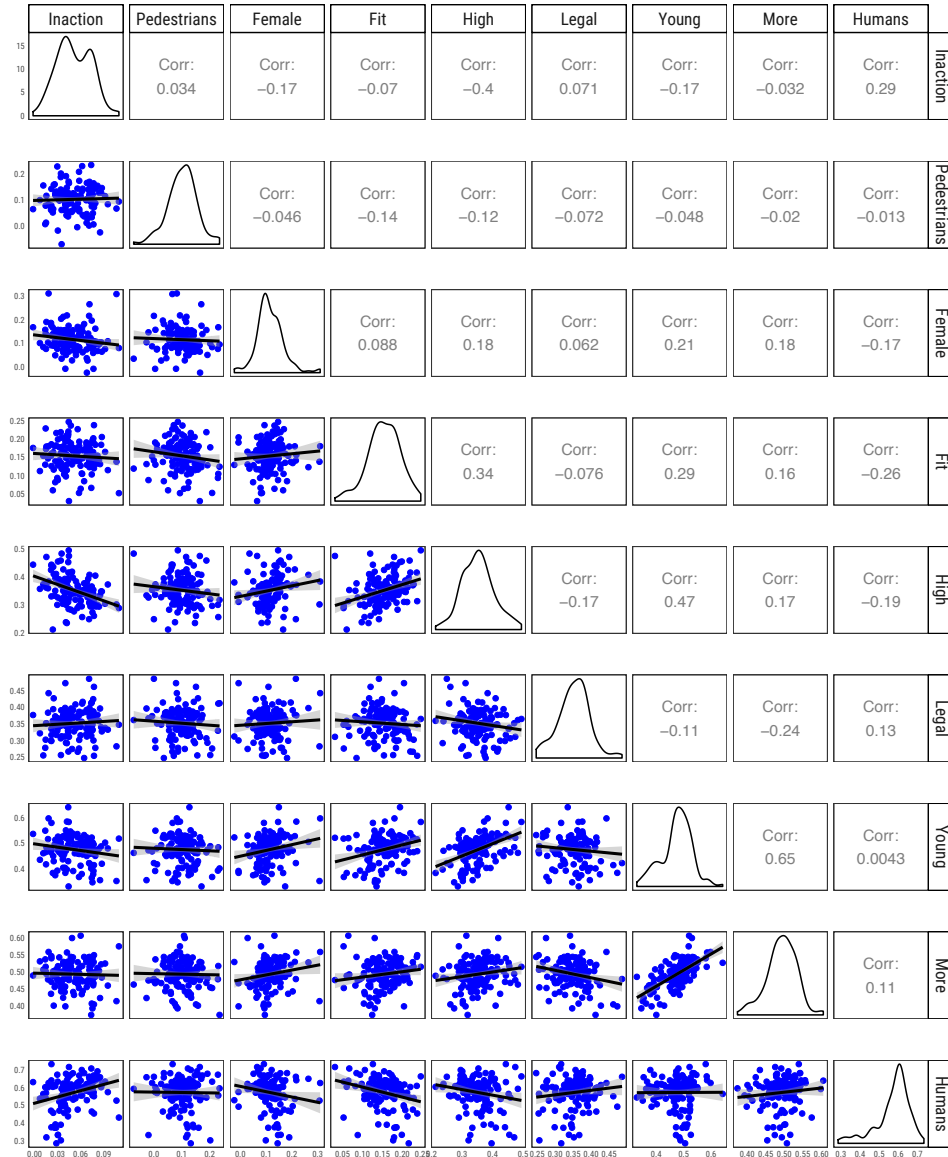 Inaction Pedestrians Female Fit High Legal Young More Humans
15
10
5
0
Corr: Corr: Corr: Corr: Corr: Corr: Corr: Corr:
0.034 −0.17 −0.07 −0.4 0.071 −0.17 −0.032 0.29
Inaction
0.2
0.1
0.0
Corr: Corr: Corr: Corr: Corr: Corr: Corr:
−0.046 −0.14 −0.12 −0.072 −0.048 −0.02 −0.013
Pedestrians
0.3
0.2
0.1
0.0
Corr: Corr: Corr: Corr: Corr: Corr:
0.088 0.18 0.062 0.21 0.18 −0.17
Female
0.25
0.20
0.15
0.10
0.05
Corr: Corr: Corr: Corr: Corr:
0.34 −0.076 0.29 0.16 −0.26
Fit
0.5
0.4
0.3
0.2
Corr: Corr: Corr: Corr:
−0.17 0.47 0.17 −0.19
High
0.45
0.40
0.35
0.30
0.25
Corr: Corr: Corr:
−0.11 −0.24 0.13
Legal
0.6
0.5
0.4
Corr: Corr:
0.65 0.0043
Young
0.60
0.55
0.50
0.45
0.40
Corr:
0.11
More
0.7
0.6
0.5
0.4
0.3
Humans
0.00 0.03 0.06 0.09 0.0 0.1 0.2 0.0 0.1 0.2 0.3 0.05 0.10 0.15 0.20 0.25 0.2 0.3 0.4 0.5 0.25 0.30 0.35 0.40 0.45 0.4 0.5 0.6 0.40 0.45 0.50 0.55 0.60 0.3 0.4 0.5 0.6 0.7